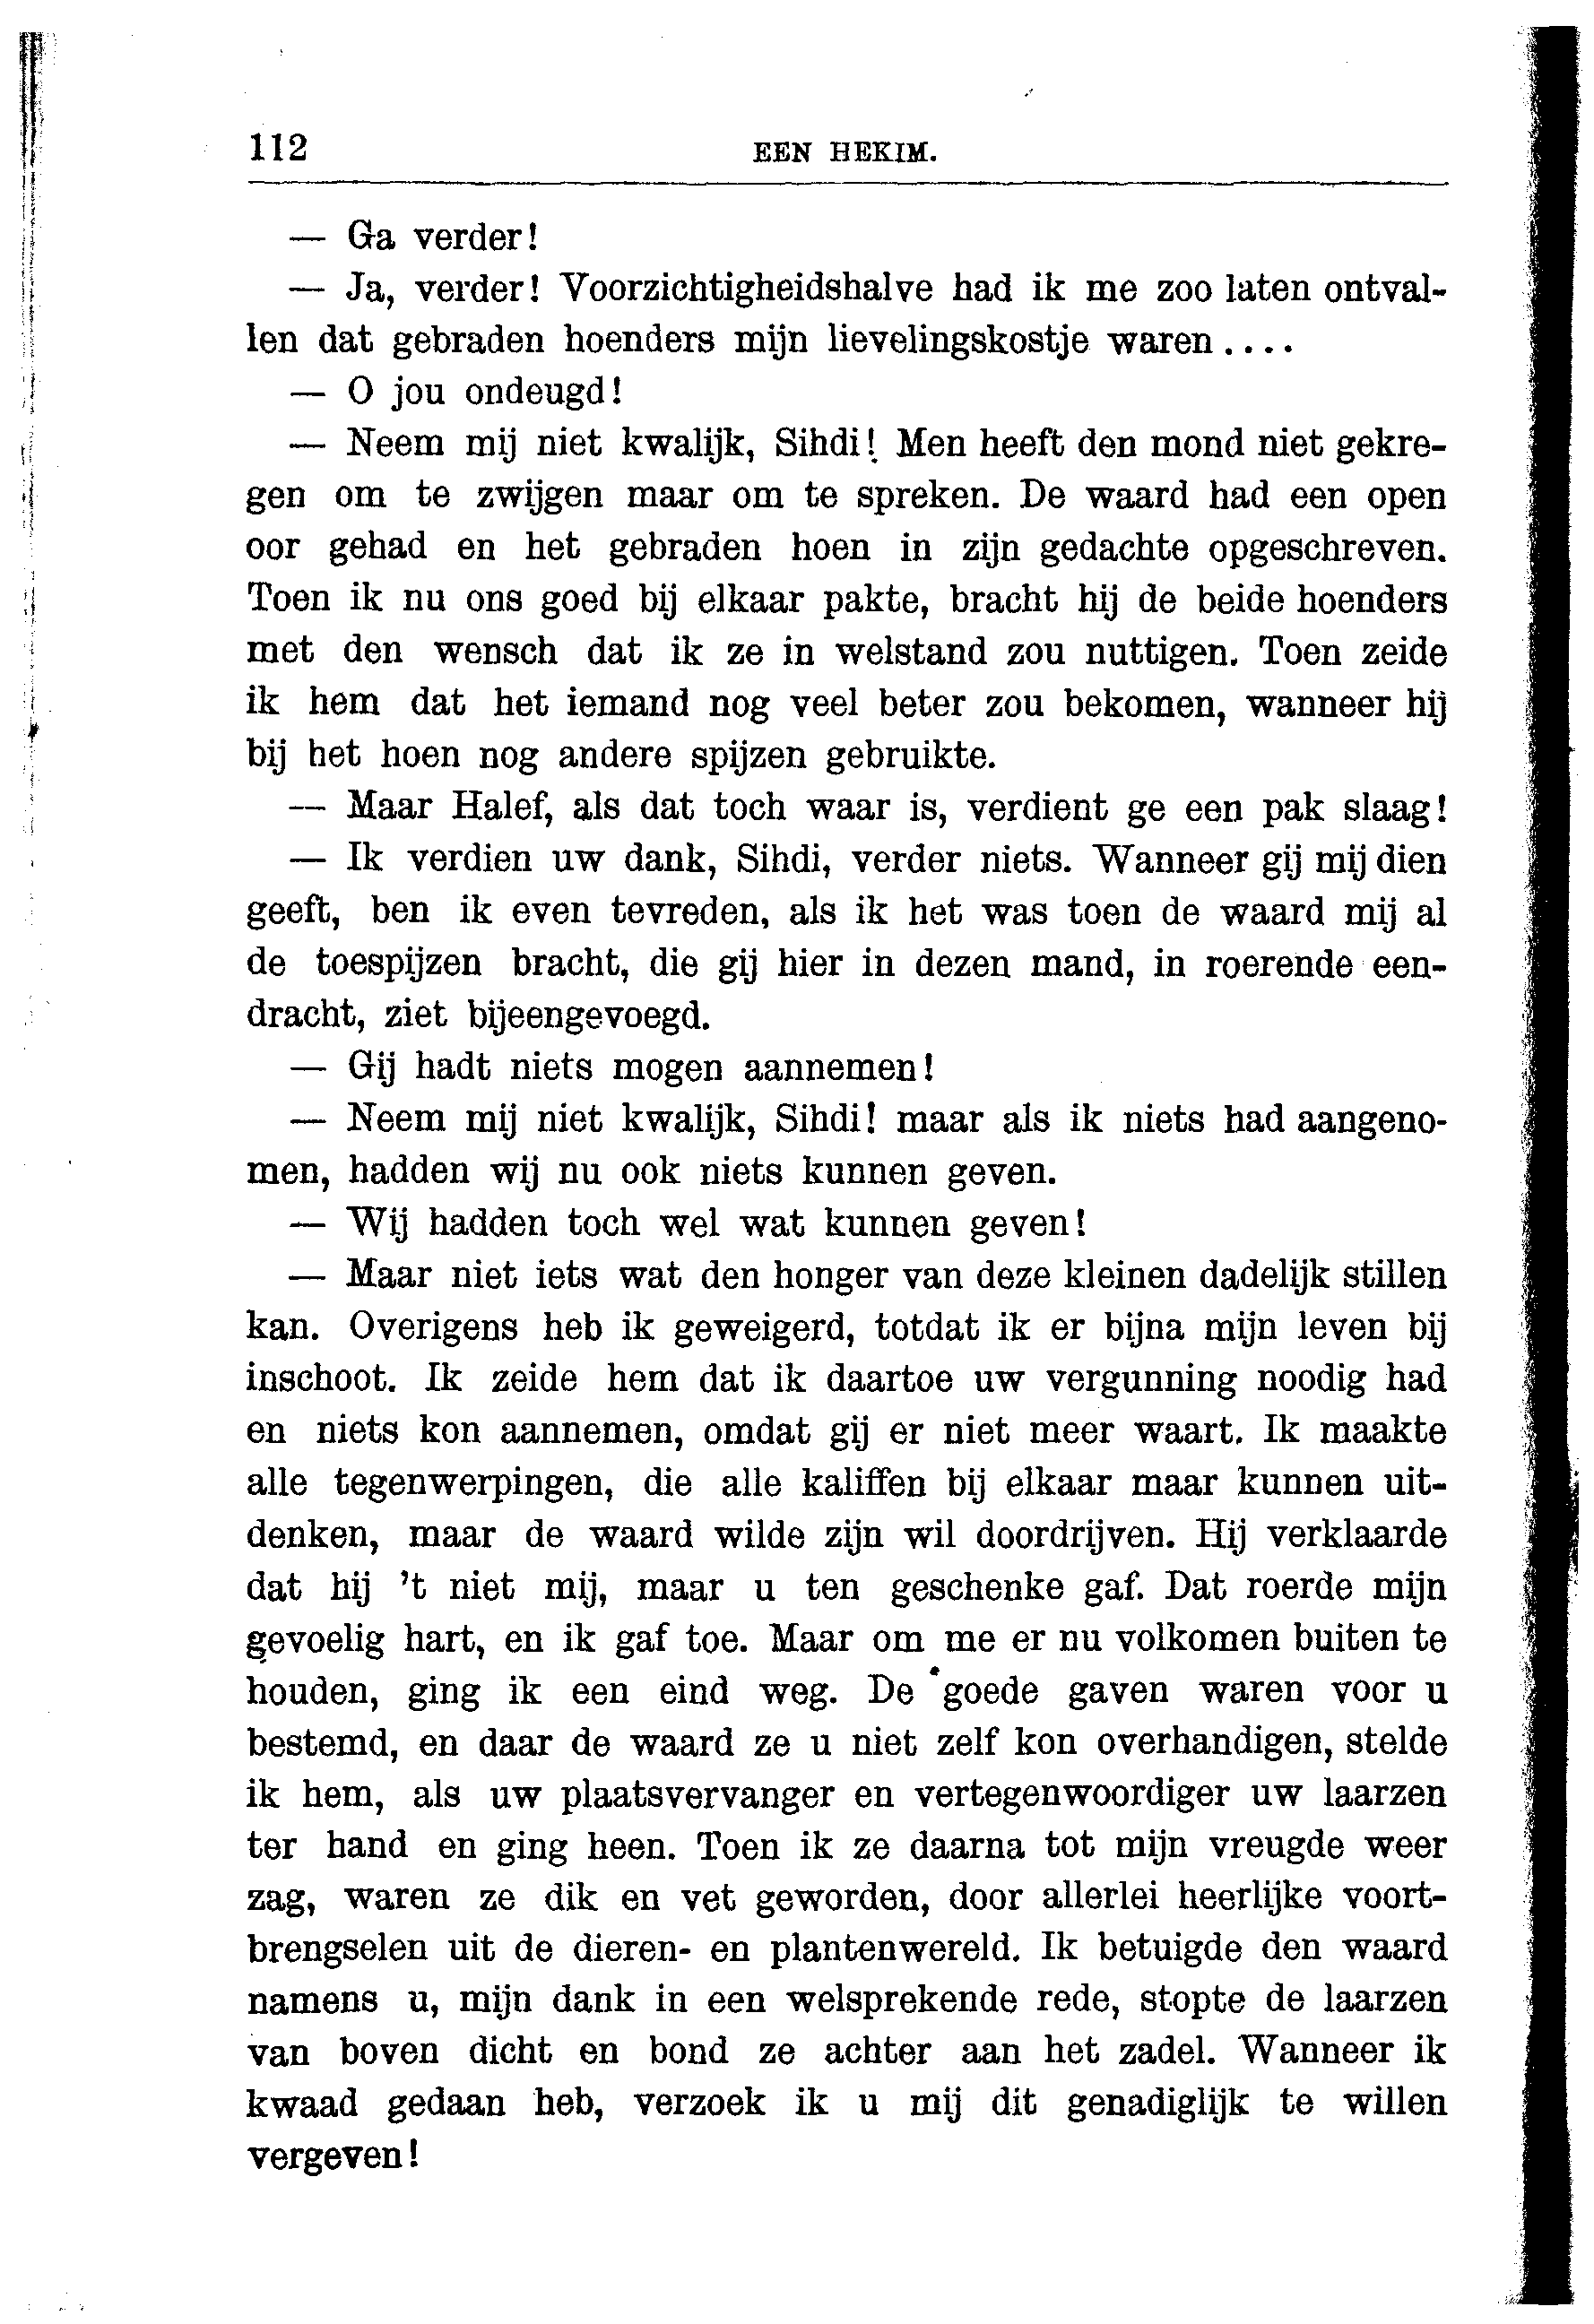 112 EEN HEKIM.
— Ga verder!
— Ja, verder! Voorzichtigheidshalve had ik me zoo laten ontval-
len dat gebraden hoenders mijn lievelingskostje waren....
— O jou ondeugd!
— Neem mij niet kwalijk, Sihdi! Men heeft den mond niet gekre-
gen om te zwijgen maar om te spreken. De waard had een open
oor gehad en het gebraden hoen in zijn gedachte opgeschreven.
Toen ik nu ons goed bij elkaar pakte, bracht hij de beide hoenders
met den wensch dat ik ze in welstand zou nuttigen. Toen zeide
ik hem dat het iemand nog veel beter zou bekomen, wanneer hij
bij het hoen nog andere spijzen gebruikte.
— Maar Halef, als dat toch waar is, verdient ge een pak slaag!
— Ik verdien uw dank, Sihdi, verder niets. Wanneer gij mij dien
geeft, ben ik even tevreden, als ik het was toen de waard mij al
de toespijzen bracht, die gij hier in dezen mand, in roerende een-
dracht, ziet bijeengevoegd.
— Gij hadt niets mogen aannemen!
— Neem mij niet kwalijk, Sihdi! maar als ik niets had aangeno-
men, hadden wij nu ook niets kunnen geven.
— Wij hadden toch wel wat kunnen geven!
— Maar niet iets wat den honger van deze kleinen dadelijk stillen
kan. Overigens heb ik geweigerd, totdat ik er bijna mijn leven bij
inschoot. Ik zeide hem dat ik daartoe uw vergunning noodig had
en niets kon aannemen, omdat gij er niet meer waart. Ik maakte
alle tegenwerpingen, die alle kaliffen bij elkaar maar kunnen uit-
denken, maar de waard wilde zijn wil doordrijven. Hij verklaarde
dat hij 't niet mij, maar u ten geschenke gaf. Dat roerde mijn
gevoelig hart, en ik gaf toe. Maar om me er nu volkomen buiten te
houden, ging ik een eind weg. De goede gaven waren voor u
bestemd, en daar de waard ze u niet zelf kon overhandigen, stelde
ik hem, als uw plaatsvervanger en vertegenwoordiger uw laarzen
ter hand en ging heen. Toen ik ze daarna tot mijn vreugde weer
zag, waren ze dik en vet geworden, door allerlei heerlijke voort-
brengselen uit de dieren- en plantenwereld. Ik betuigde den waard
namens u, mijn dank in een welsprekende rede, stopte de laarzen
van boven dicht en bond ze achter aan het zadel. Wanneer ik
kwaad gedaan heb, verzoek ik u mij dit genadiglijk te willen
vergeven!